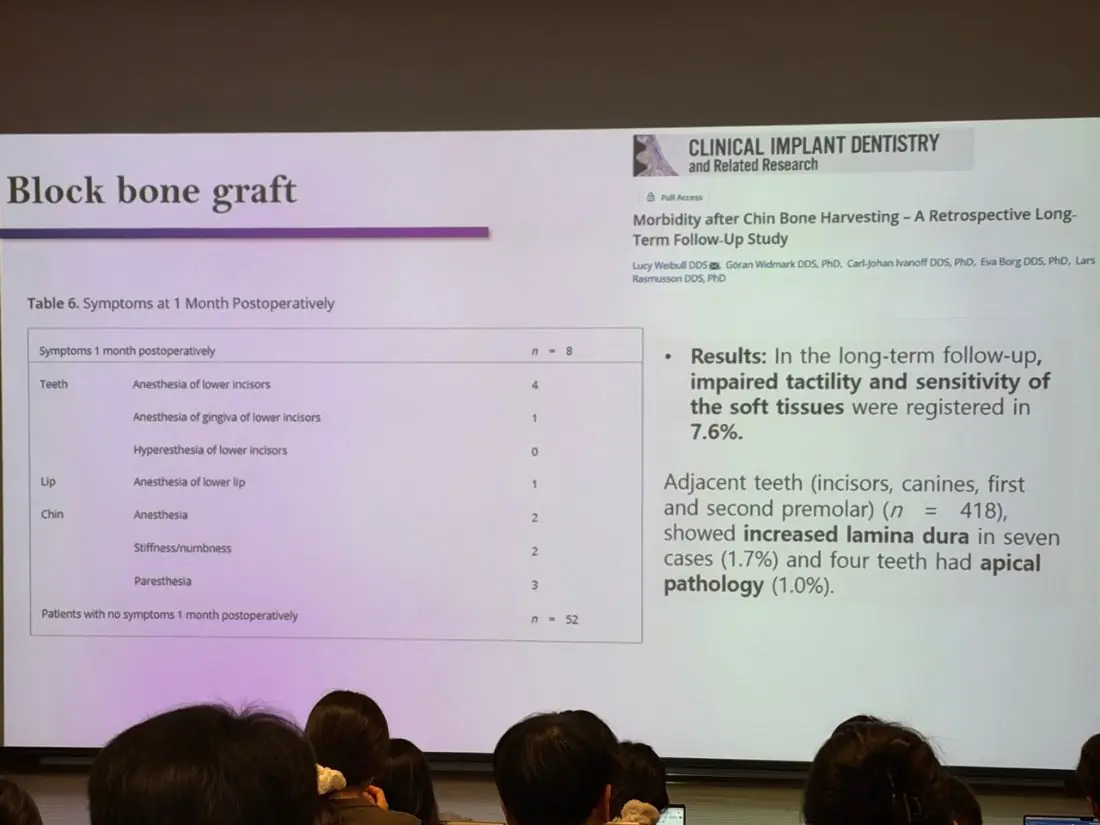 Block bone graft
CLINICAL IMPLANT DENTISTRY
and Related Research
Full Access
Morbidity after Chin Bone Harvesting – A Retrospective Long-
Term Follow-Up Study
Lucy Weibull DDS, Göran Widmark DDS, PhD, Carl-Johan Ivanoff DDS, PhD, Eva Borg DDS, PhD, Lars
Rasmusson DDS, PhD
Table 6. Symptoms at 1 Month Postoperatively
Symptoms 1 month postoperatively n = 8
Teeth Anesthesia of lower incisors 4
Anesthesia of gingiva of lower incisors 1
Hyperesthesia of lower incisors 0
Lip Anesthesia of lower lip 1
Chin Anesthesia 2
Stiffness/numbness 2
Paresthesia 3
Patients with no symptoms 1 month postoperatively n = 52
• Results: In the long-term follow-up,
impaired tactility and sensitivity of
the soft tissues were registered in
7.6%.
Adjacent teeth (incisors, canines, first
and second premolar) (n = 418),
showed increased lamina dura in seven
cases (1.7%) and four teeth had apical
pathology (1.0%).